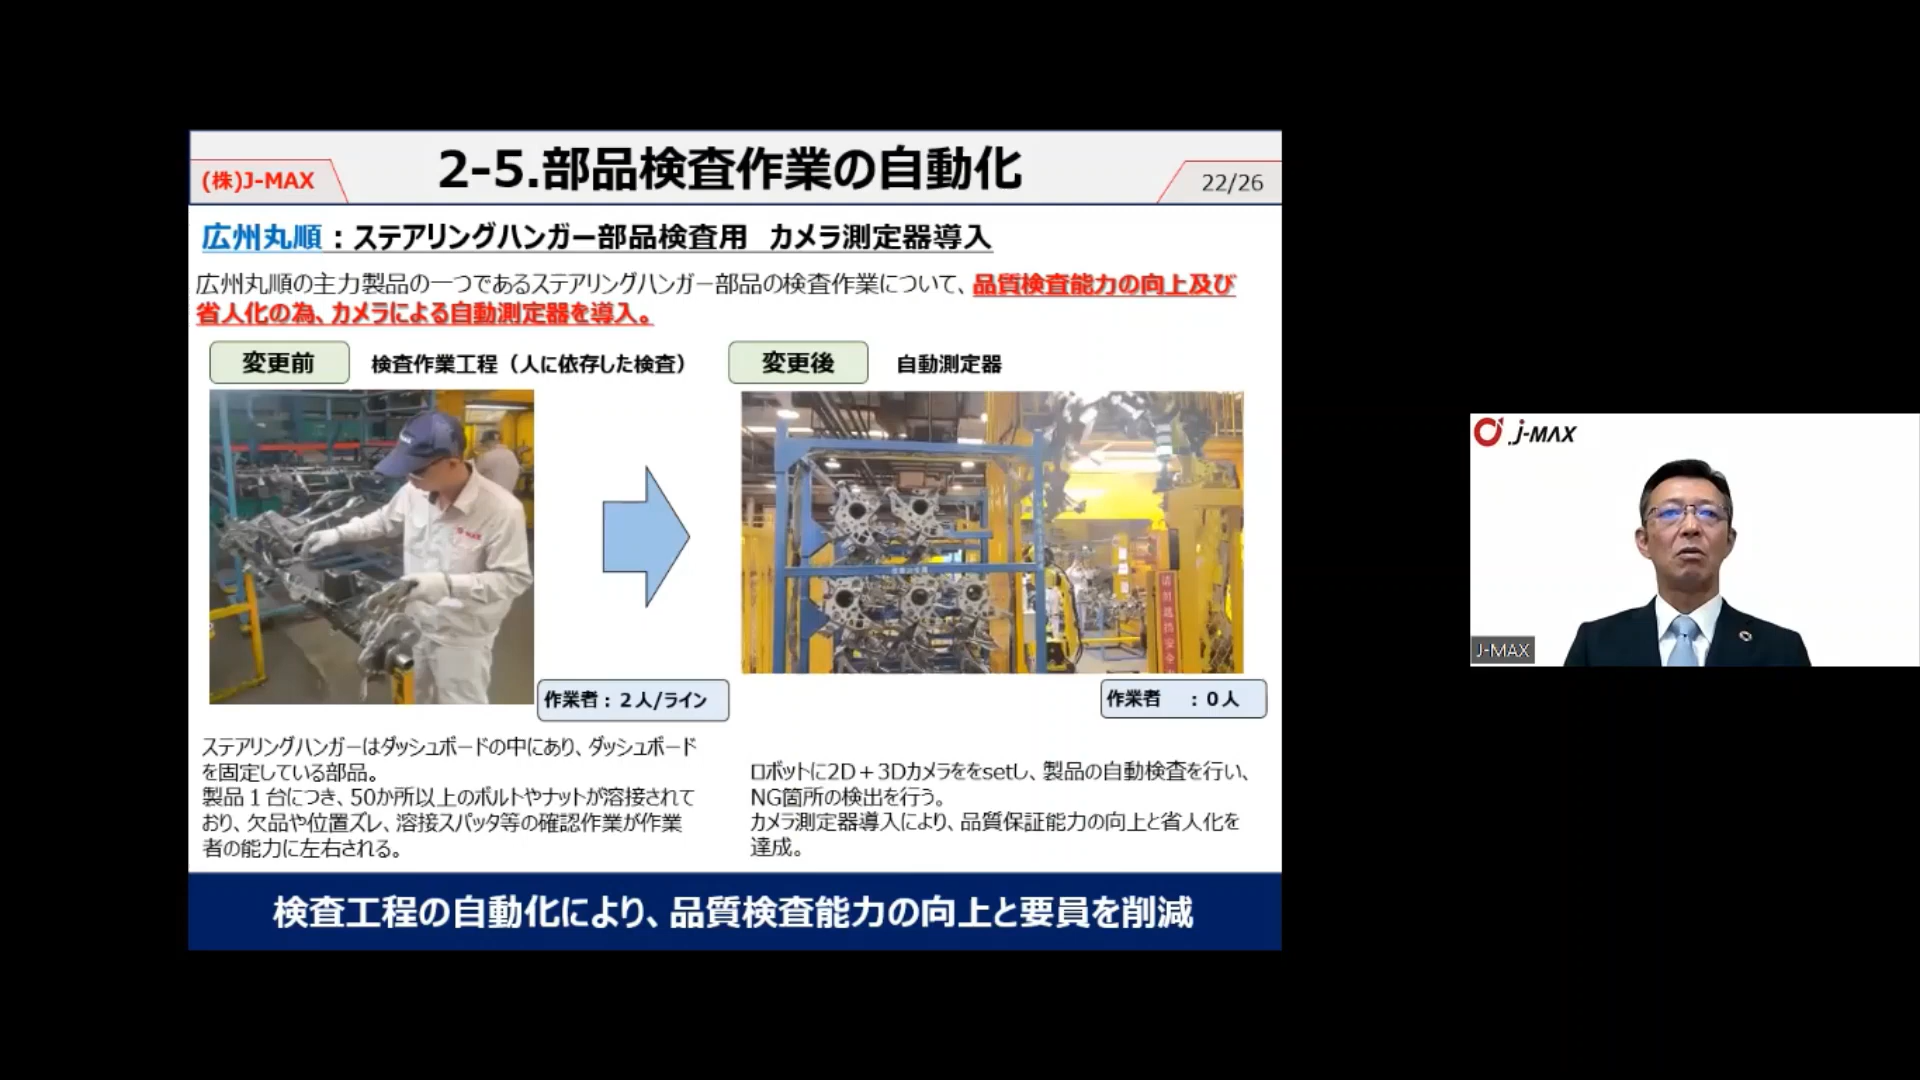 (株)J-MAX
2-5.部品検査作業の自動化
22/26
広州丸順：ステアリングハンガー部品検査用　カメラ測定器導入
広州丸順の主力製品の一つであるステアリングハンガー部品の検査作業について、品質検査能力の向上及び
省人化の為、カメラによる自動測定器を導入。
変更前
検査作業工程（人に依存した検査）
変更後
自動測定器
作業者：２人/ライン
作業者　：０人
ステアリングハンガーはダッシュボードの中にあり、ダッシュボード
を固定している部品。
製品１台につき、50か所以上のボルトやナットが溶接されて
おり、欠品や位置ズレ、溶接スパッタ等の確認作業が作業
者の能力に左右される。
ロボットに2D＋3Dカメラををsetし、製品の自動検査を行い、
NG箇所の検出を行う。
カメラ測定器導入により、品質保証能力の向上と省人化を
達成。
検査工程の自動化により、品質検査能力の向上と要員を削減
J-MAX
J-MAX